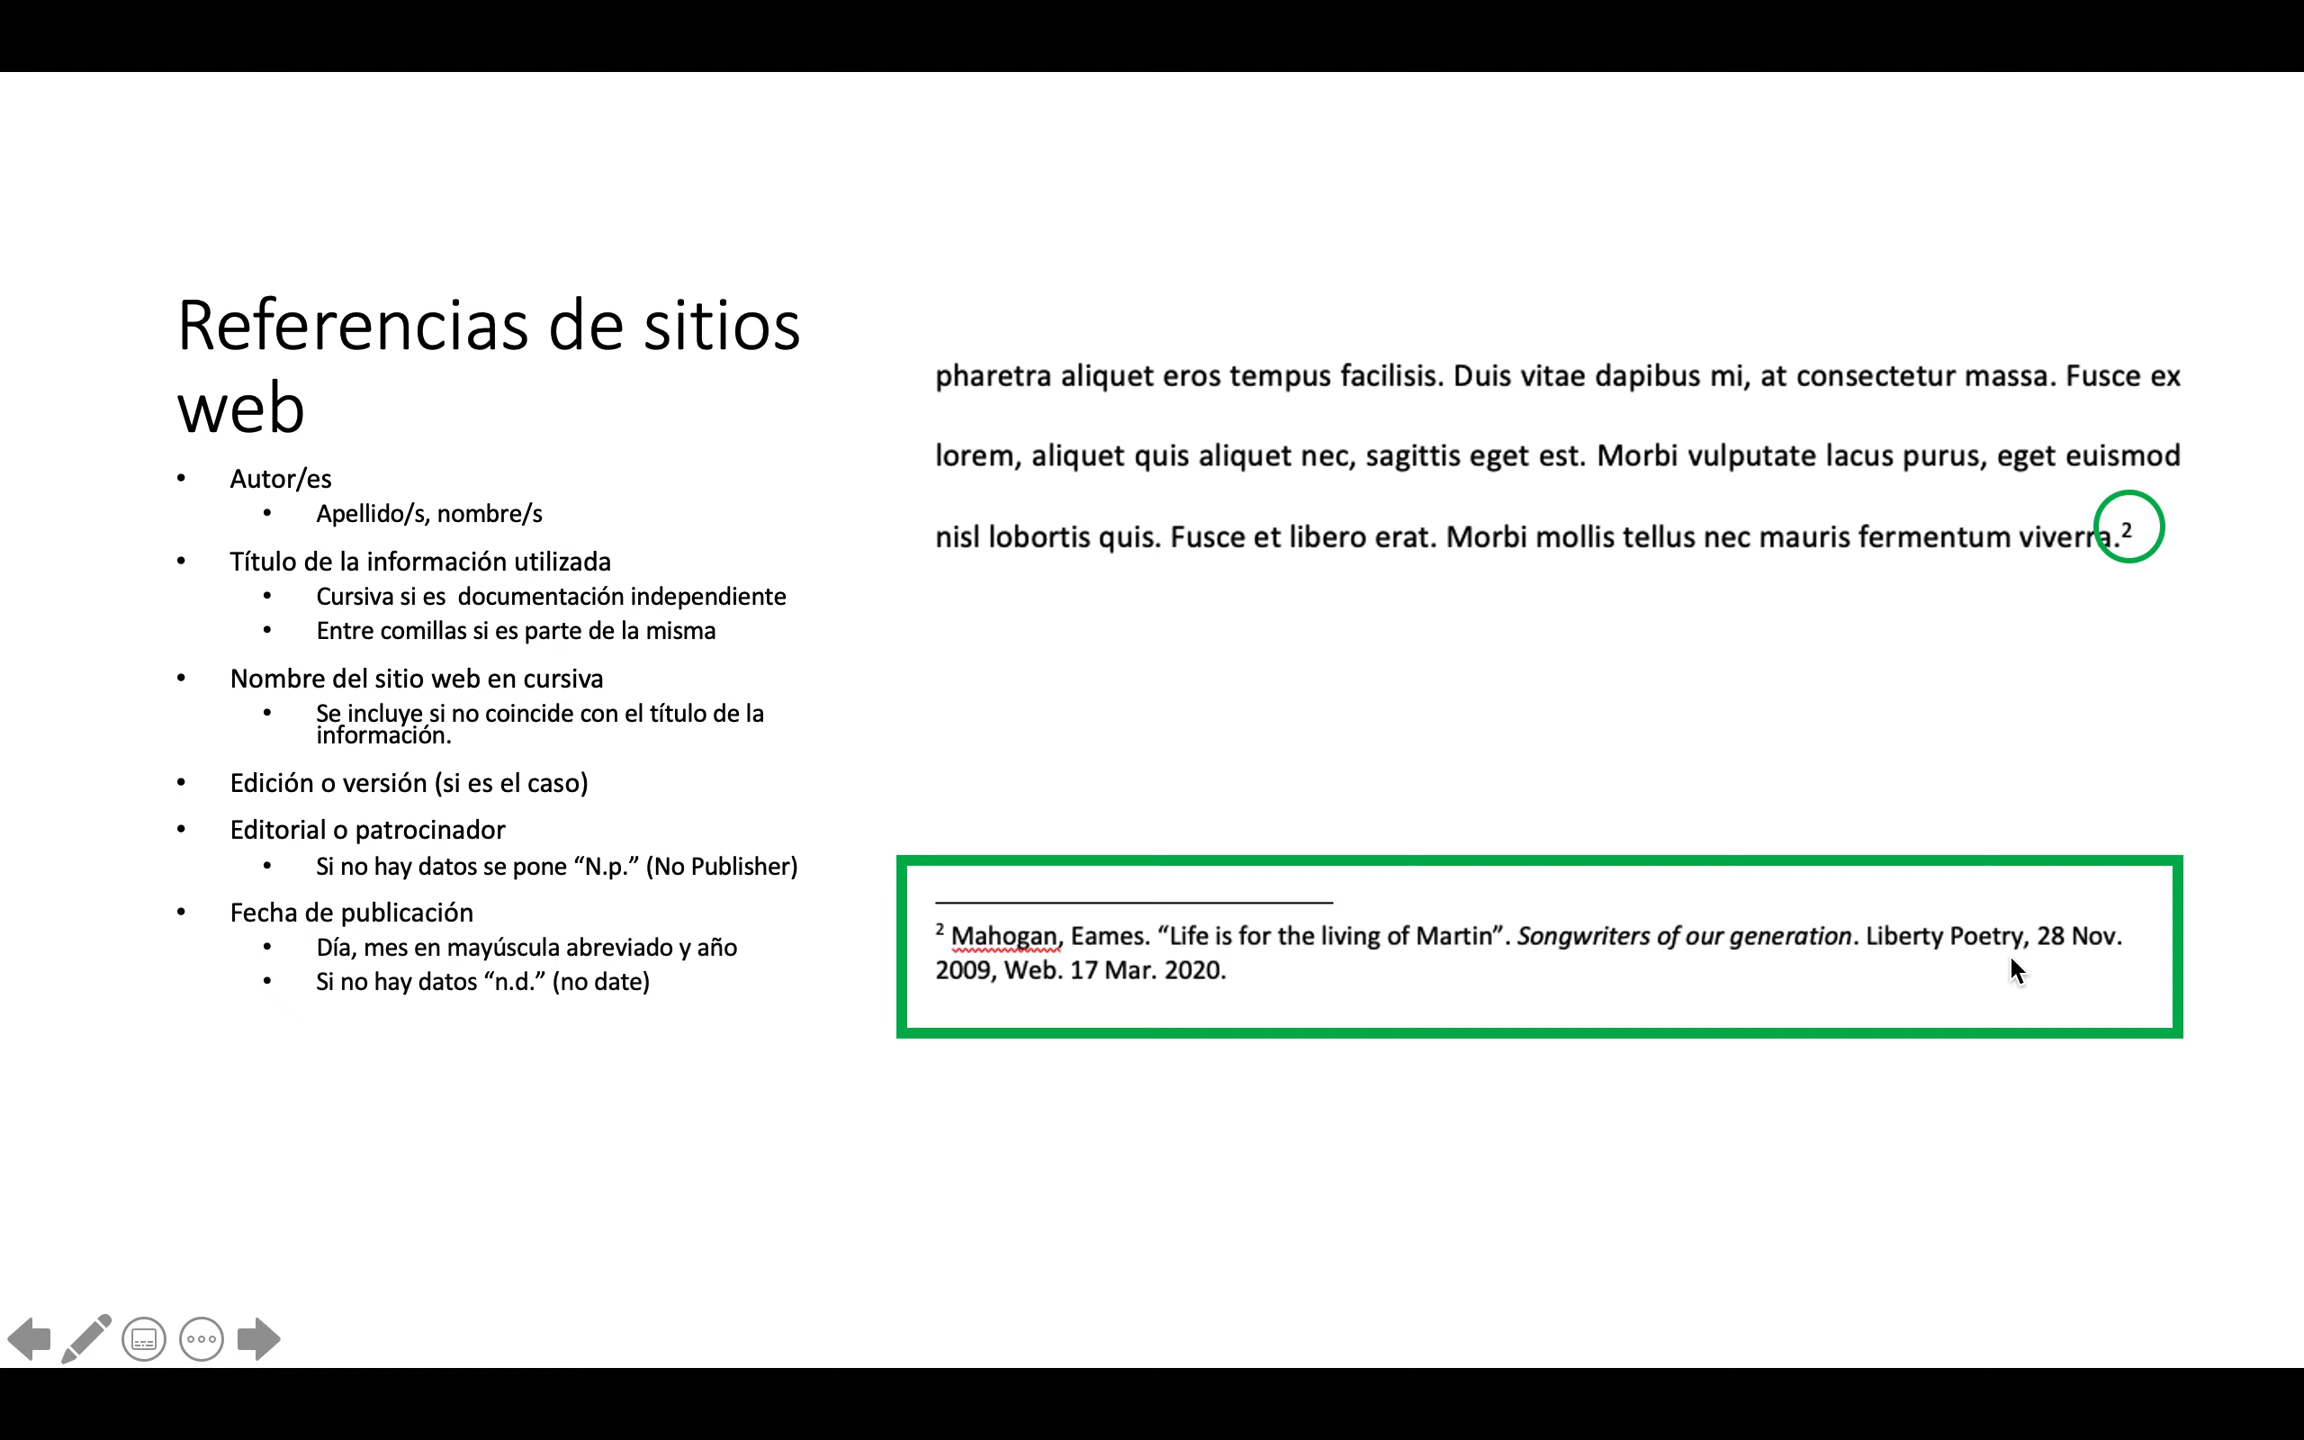 Referencias de sitios
web
• Autor/es
• Apellido/s, nombre/s
• Título de la información utilizada
• Cursiva si es  documentación independiente
• Entre comillas si es parte de la misma
• Nombre del sitio web en cursiva
• Se incluye si no coincide con el título de la
información.
• Edición o versión (si es el caso)
• Editorial o patrocinador
• Si no hay datos se pone “N.p.” (No Publisher)
• Fecha de publicación
• Día, mes en mayúscula abreviado y año
• Si no hay datos “n.d.” (no date)
pharetra aliquet eros tempus facilisis. Duis vitae dapibus mi, at consectetur massa. Fusce ex
lorem, aliquet quis aliquet nec, sagittis eget est. Morbi vulputate lacus purus, eget euismod
nisl lobortis quis. Fusce et libero erat. Morbi mollis tellus nec mauris fermentum viverra.²
² Mahogan, Eames. “Life is for the living of Martin”. Songwriters of our generation. Liberty Poetry, 28 Nov.
2009, Web. 17 Mar. 2020.